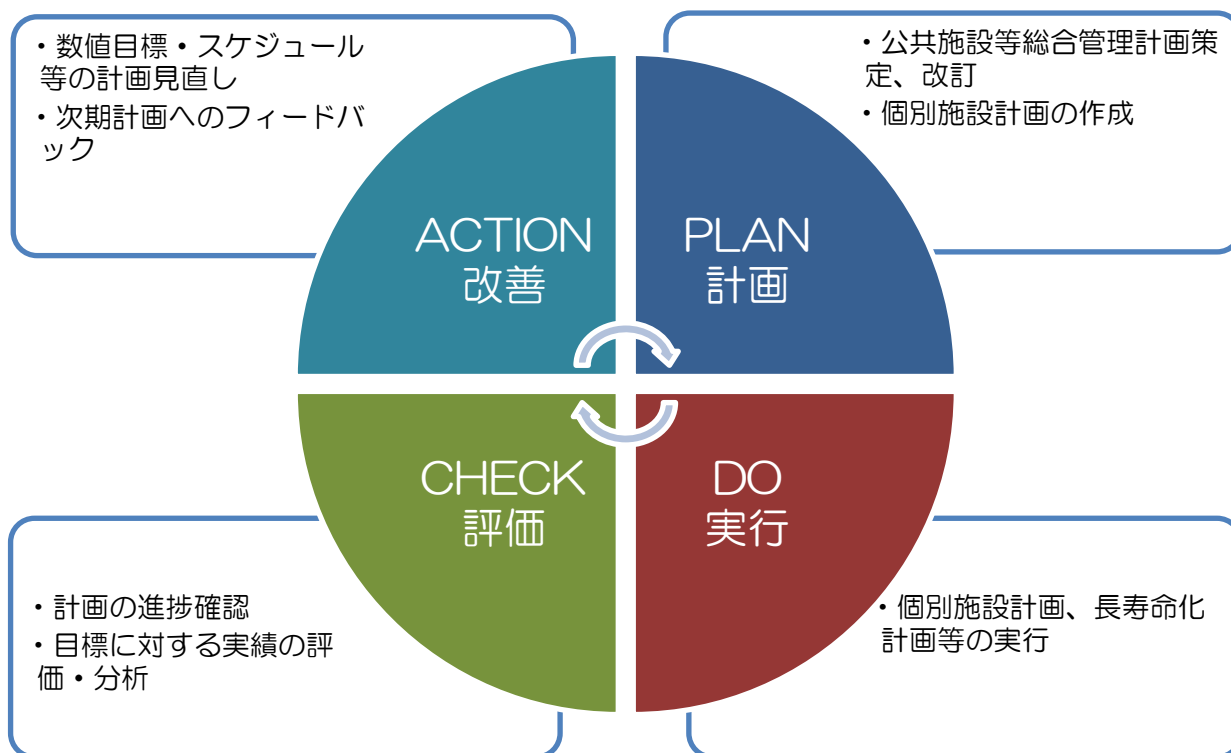 ・数値目標・スケジュール
等の計画見直し
・次期計画へのフィードバ
ック
・公共施設等総合管理計画策
定、改訂
・個別施設計画の作成
ACTION
改善
PLAN
計画
CHECK
評価
DO
実行
・計画の進捗確認
・目標に対する実績の評
価・分析
・個別施設計画、長寿命化
計画等の実行